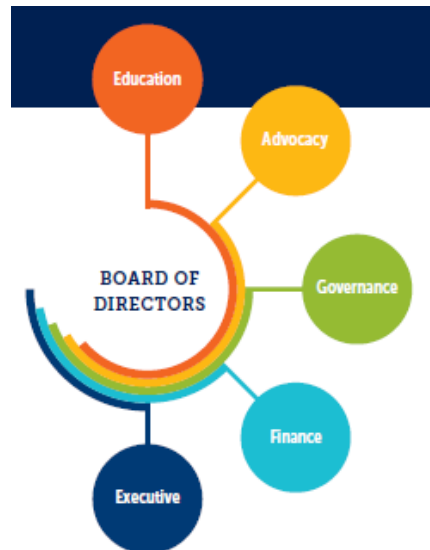 Education
Advocacy
BOARD OF
DIRECTORS
Governance
Finance
Executive